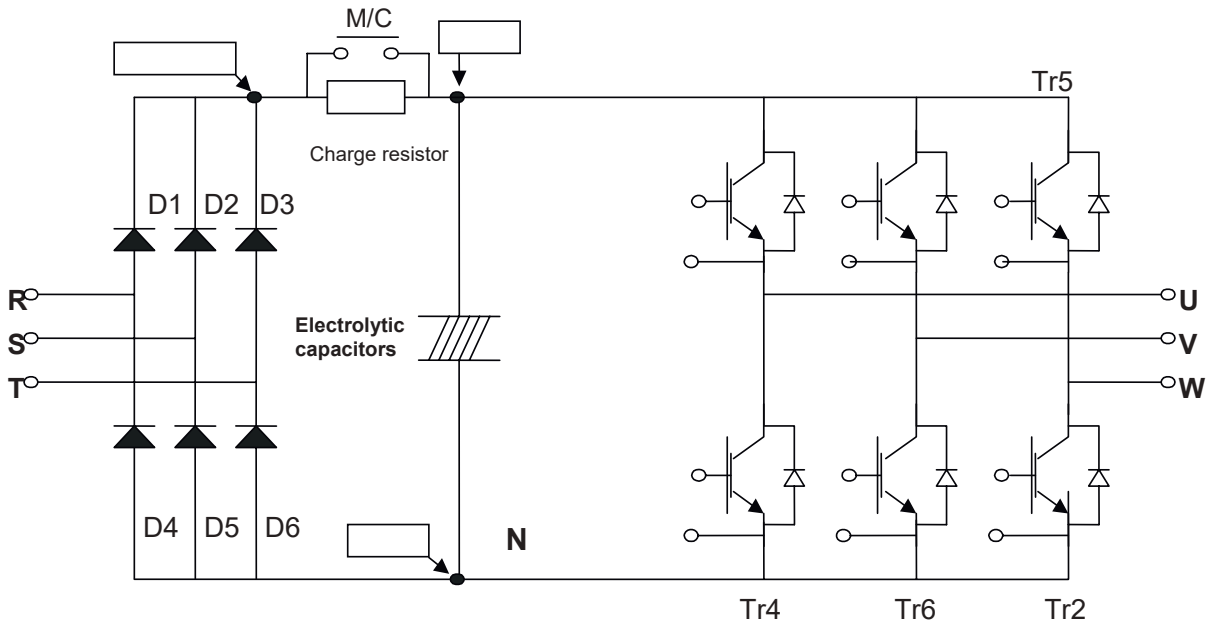 M/C
Tr5
Charge resistor
D1 D2 D3
R
S
T
Electrolytic
capacitors
U
V
W
D4 D5 D6
N
Tr4 Tr6 Tr2